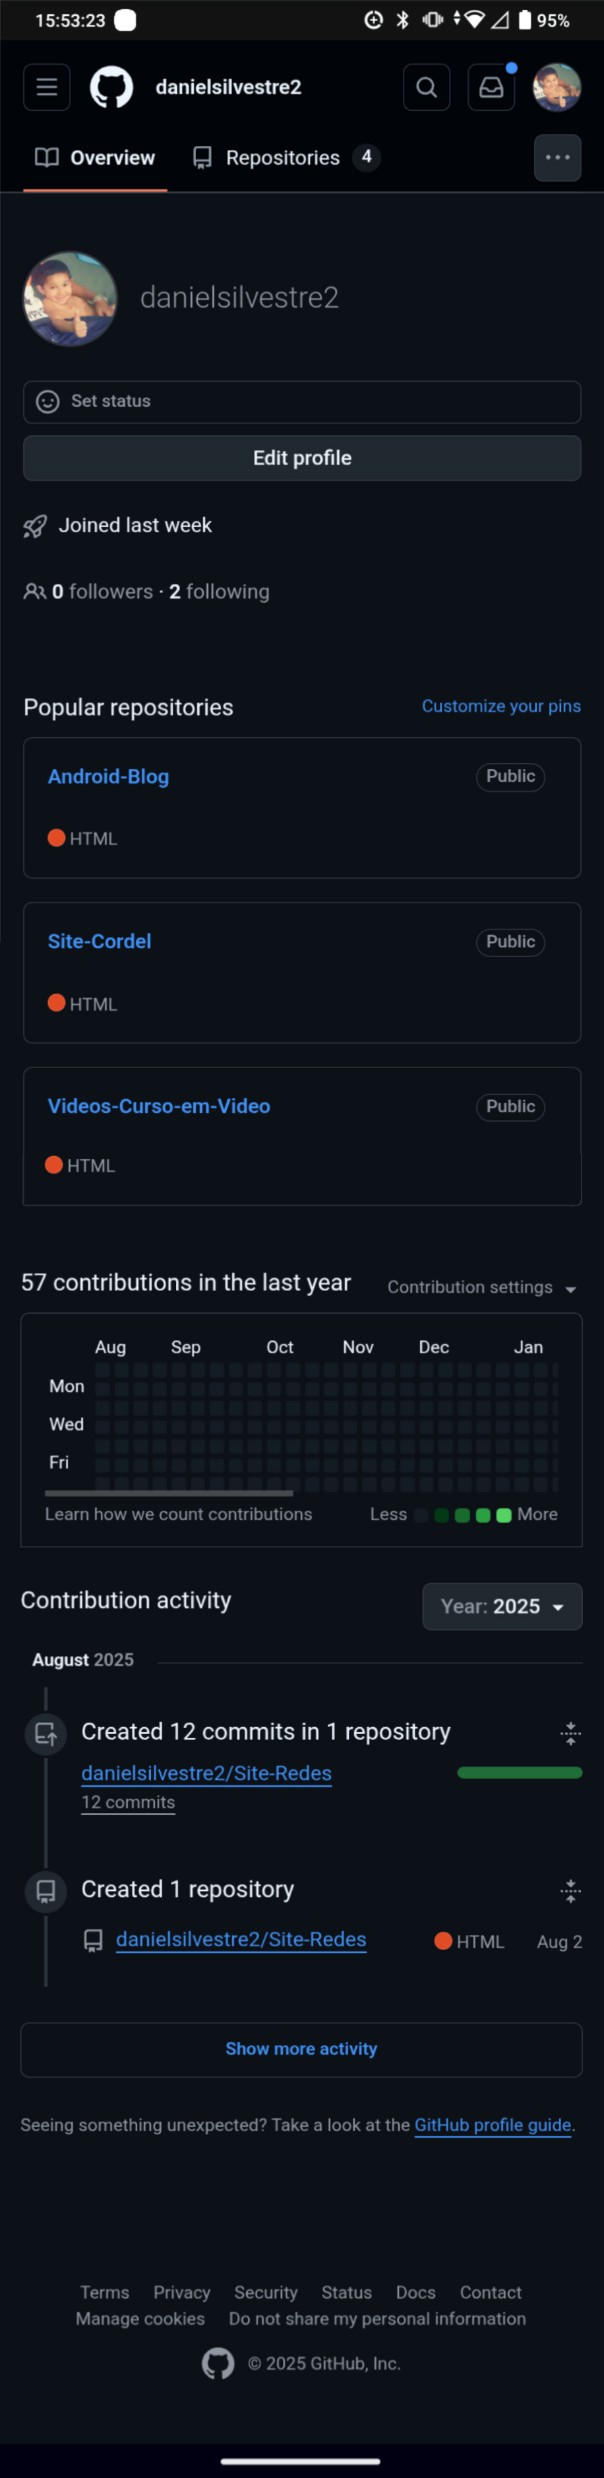 15:53:23 95%
danielsilvestre2
Overview Repositories 4
danielsilvestre2
Set status
Edit profile
Joined last week
0 followers · 2 following
Popular repositories Customize your pins
Android-Blog Public
HTML
Site-Cordel Public
HTML
Videos-Curso-em-Video Public
HTML
57 contributions in the last year Contribution settings
Aug Sep Oct Nov Dec Jan
Mon
Wed
Fri
Learn how we count contributions Less More
Contribution activity Year: 2025
August 2025
Created 12 commits in 1 repository
danielsilvestre2/Site-Redes
12 commits
Created 1 repository
danielsilvestre2/Site-Redes HTML Aug 2
Show more activity
Seeing something unexpected? Take a look at the GitHub profile guide.
Terms Privacy Security Status Docs Contact
Manage cookies Do not share my personal information
© 2025 GitHub, Inc.